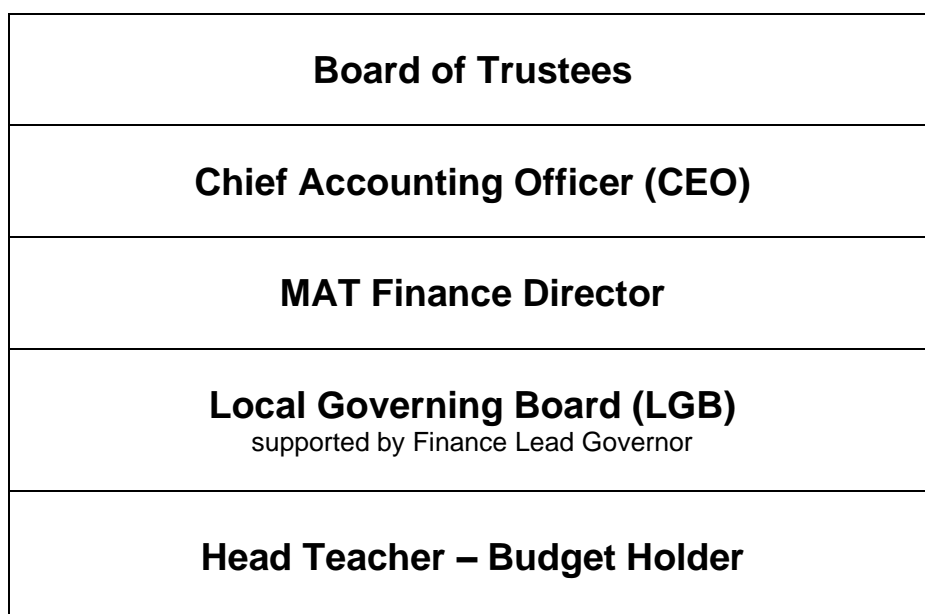 Board of Trustees
Chief Accounting Officer (CEO)
MAT Finance Director
Local Governing Board (LGB)
supported by Finance Lead Governor
Head Teacher – Budget Holder